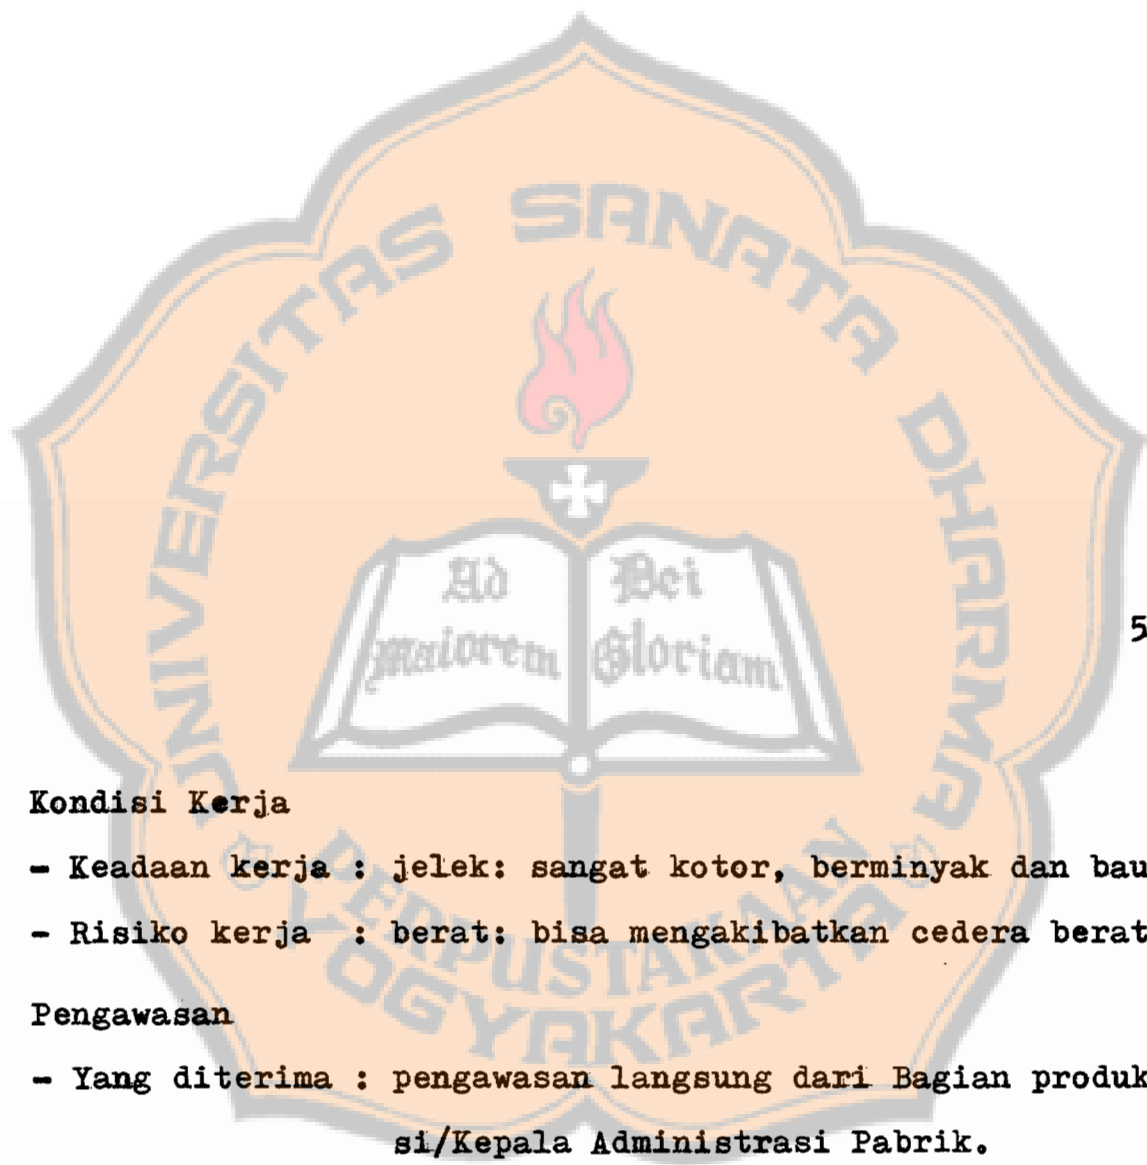 UNIVERSITAS SANATA DHARMA
Ad Dei
maiorem Gloriam
5
Kondisi Kerja
- Keadaan kerja : jelek: sangat kotor, berminyak dan bau
- Risiko kerja : berat: bisa mengakibatkan cedera berat
Pengawasan
- Yang diterima : pengawasan langsung dari Bagian produk
si/Kepala Administrasi Pabrik.
PERPUSTAKAAN
YOGYAKARTA